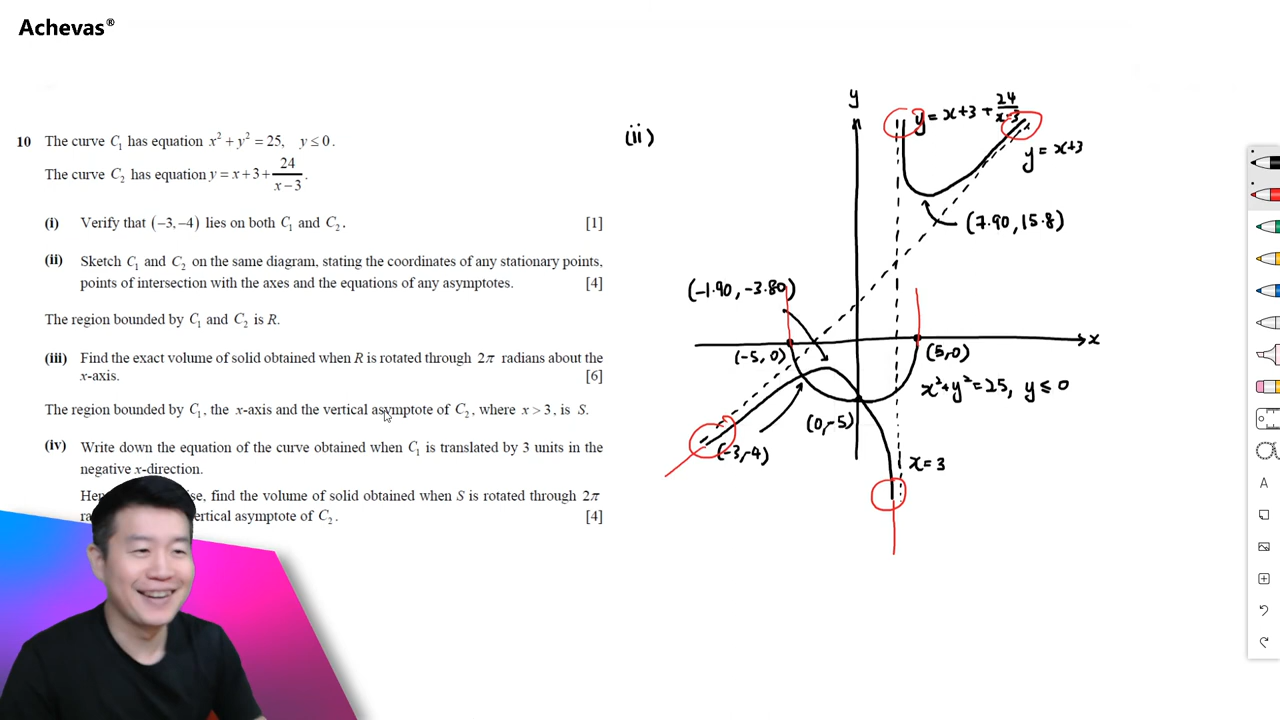 Achevas®
10 The curve C₁ has equation x² + y² = 25, y ≤ 0.
The curve C₂ has equation y = x + 3 + 24/(x − 3).
(i) Verify that (−3, −4) lies on both C₁ and C₂. [1]
(ii) Sketch C₁ and C₂ on the same diagram, stating the coordinates of any stationary points,
points of intersection with the axes and the equations of any asymptotes. [4]
The region bounded by C₁ and C₂ is R.
(iii) Find the exact volume of solid obtained when R is rotated through 2π radians about the
x-axis. [6]
The region bounded by C₁, the x-axis and the vertical asymptote of C₂, where x > 3, is S.
(iv) Write down the equation of the curve obtained when C₁ is translated by 3 units in the
negative x-direction.
se, find the volume of solid obtained when S is rotated through 2π
ertical asymptote of C₂. [4]
(ii)
y
y = x+3 + 24/(x−3)
y = x+3
(7.90, 15.8)
(−1.90, −3.80)
x
(−5, 0)
(5,0)
x²+y²=25, y ≤ 0
(0,−5)
(−3,−4)
x=3
A